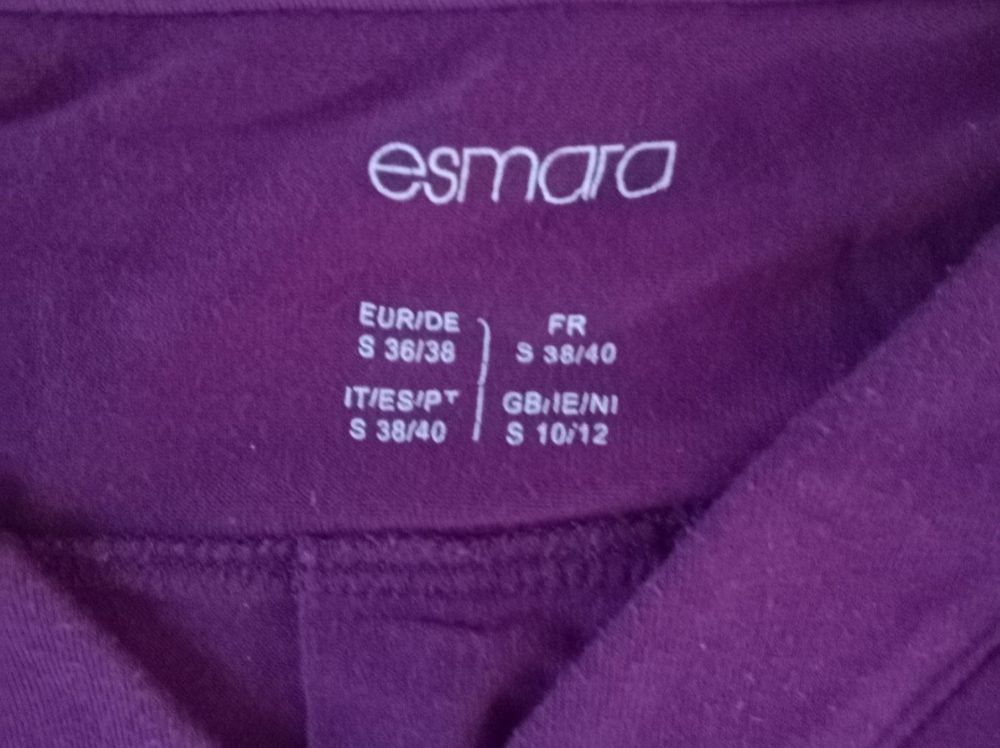 esmara
EUR/DE
S 36/38
FR
S 38/40
IT/ES/PT
S 38/40
GB/IE/NI
S 10/12